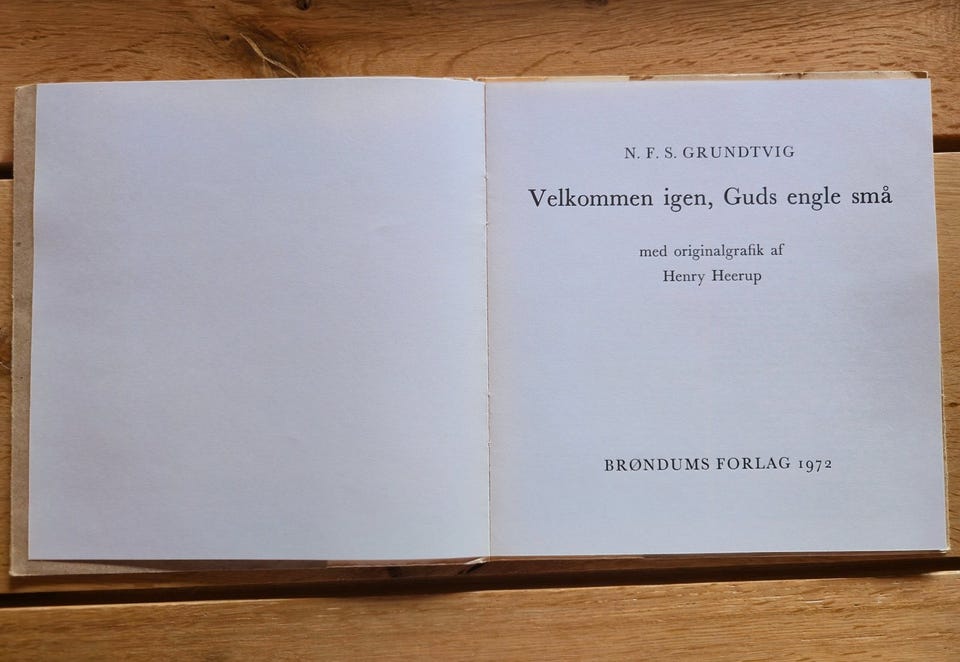 N. F. S. GRUNDTVIG
Velkommen igen, Guds engle små
med originalgrafik af
Henry Heerup
BRØNDUMS FORLAG 1972